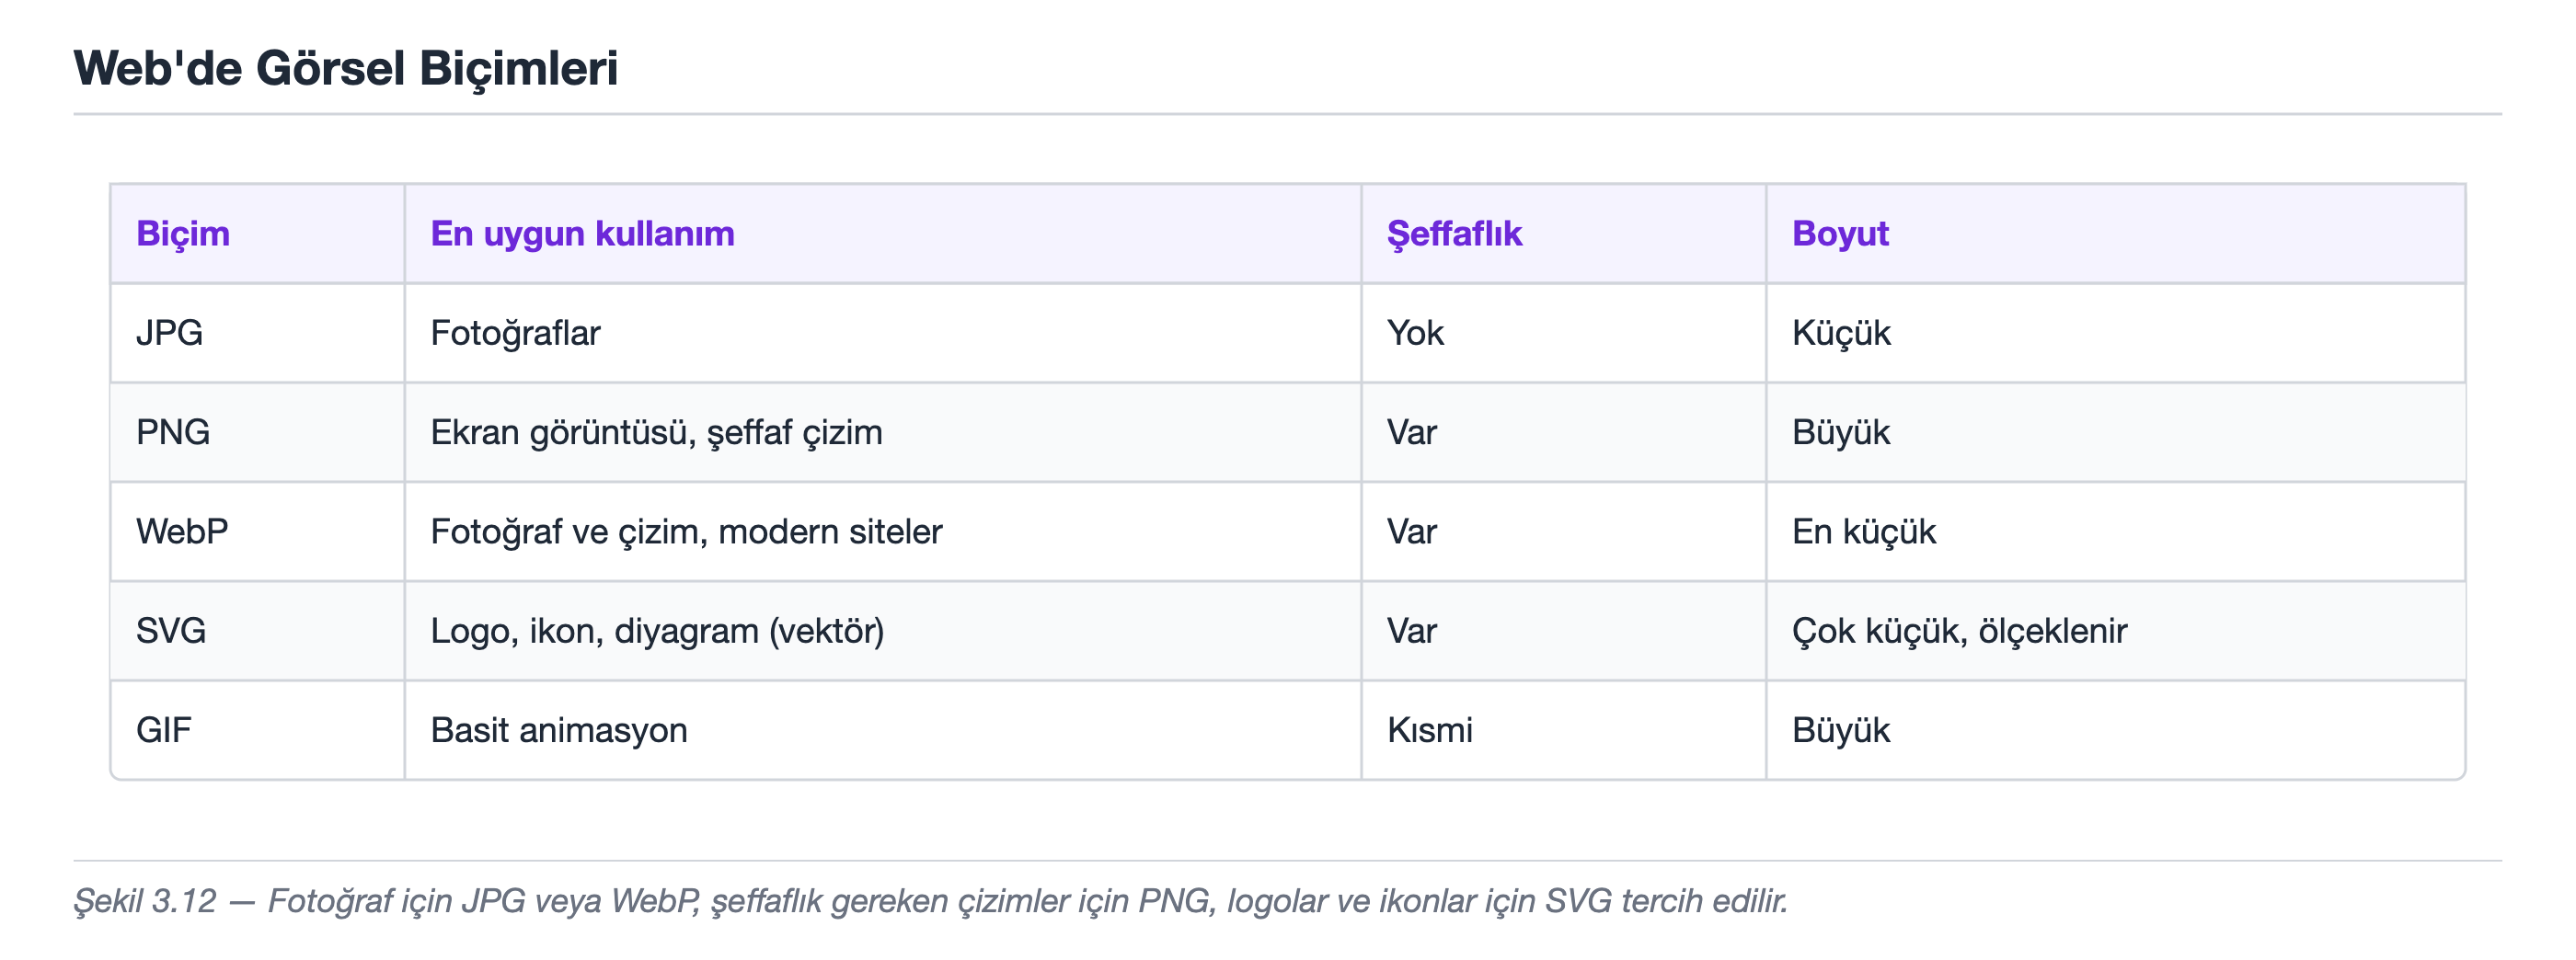 Web'de Görsel Biçimleri
Biçim En uygun kullanım Şeffaflık Boyut
JPG Fotoğraflar Yok Küçük
PNG Ekran görüntüsü, şeffaf çizim Var Büyük
WebP Fotoğraf ve çizim, modern siteler Var En küçük
SVG Logo, ikon, diyagram (vektör) Var Çok küçük, ölçeklenir
GIF Basit animasyon Kısmi Büyük
Şekil 3.12 — Fotoğraf için JPG veya WebP, şeffaflık gereken çizimler için PNG, logolar ve ikonlar için SVG tercih edilir.